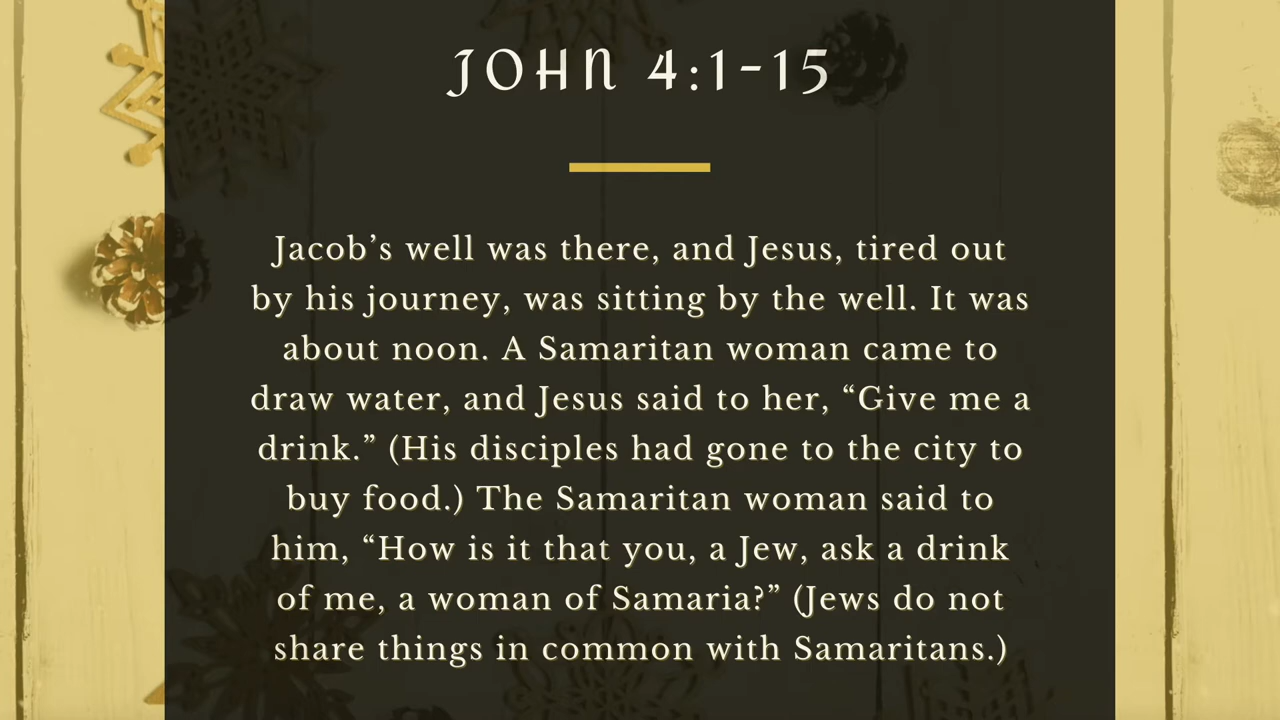 JOHN 4:1-15
Jacob’s well was there, and Jesus, tired out
by his journey, was sitting by the well. It was
about noon. A Samaritan woman came to
draw water, and Jesus said to her, “Give me a
drink.” (His disciples had gone to the city to
buy food.) The Samaritan woman said to
him, “How is it that you, a Jew, ask a drink
of me, a woman of Samaria?” (Jews do not
share things in common with Samaritans.)